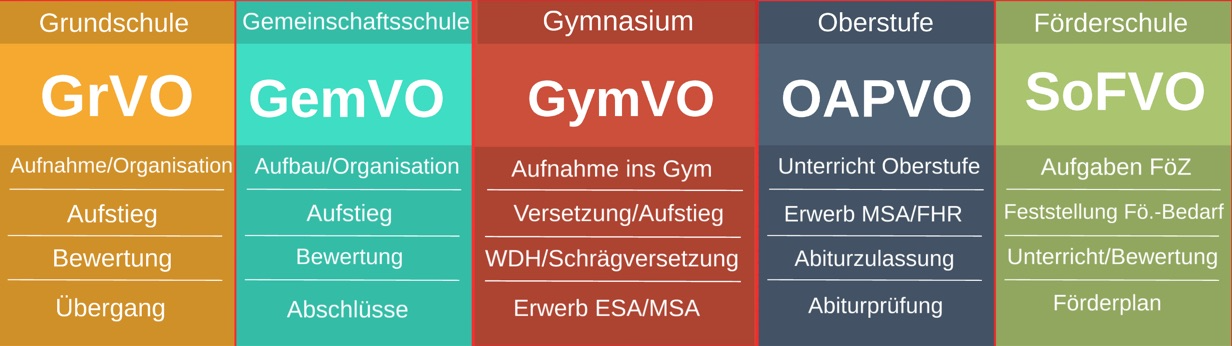 Grundschule
GrVO
Aufnahme/Organisation
Aufstieg
Bewertung
Übergang
Gemeinschaftsschule
GemVO
Aufbau/Organisation
Aufstieg
Bewertung
Abschlüsse
Gymnasium
GymVO
Aufnahme ins Gym
Versetzung/Aufstieg
WDH/Schrägversetzung
Erwerb ESA/MSA
Oberstufe
OAPVO
Unterricht Oberstufe
Erwerb MSA/FHR
Abiturzulassung
Abiturprüfung
Förderschule
SoFVO
Aufgaben FöZ
Feststellung Fö.-Bedarf
Unterricht/Bewertung
Förderplan